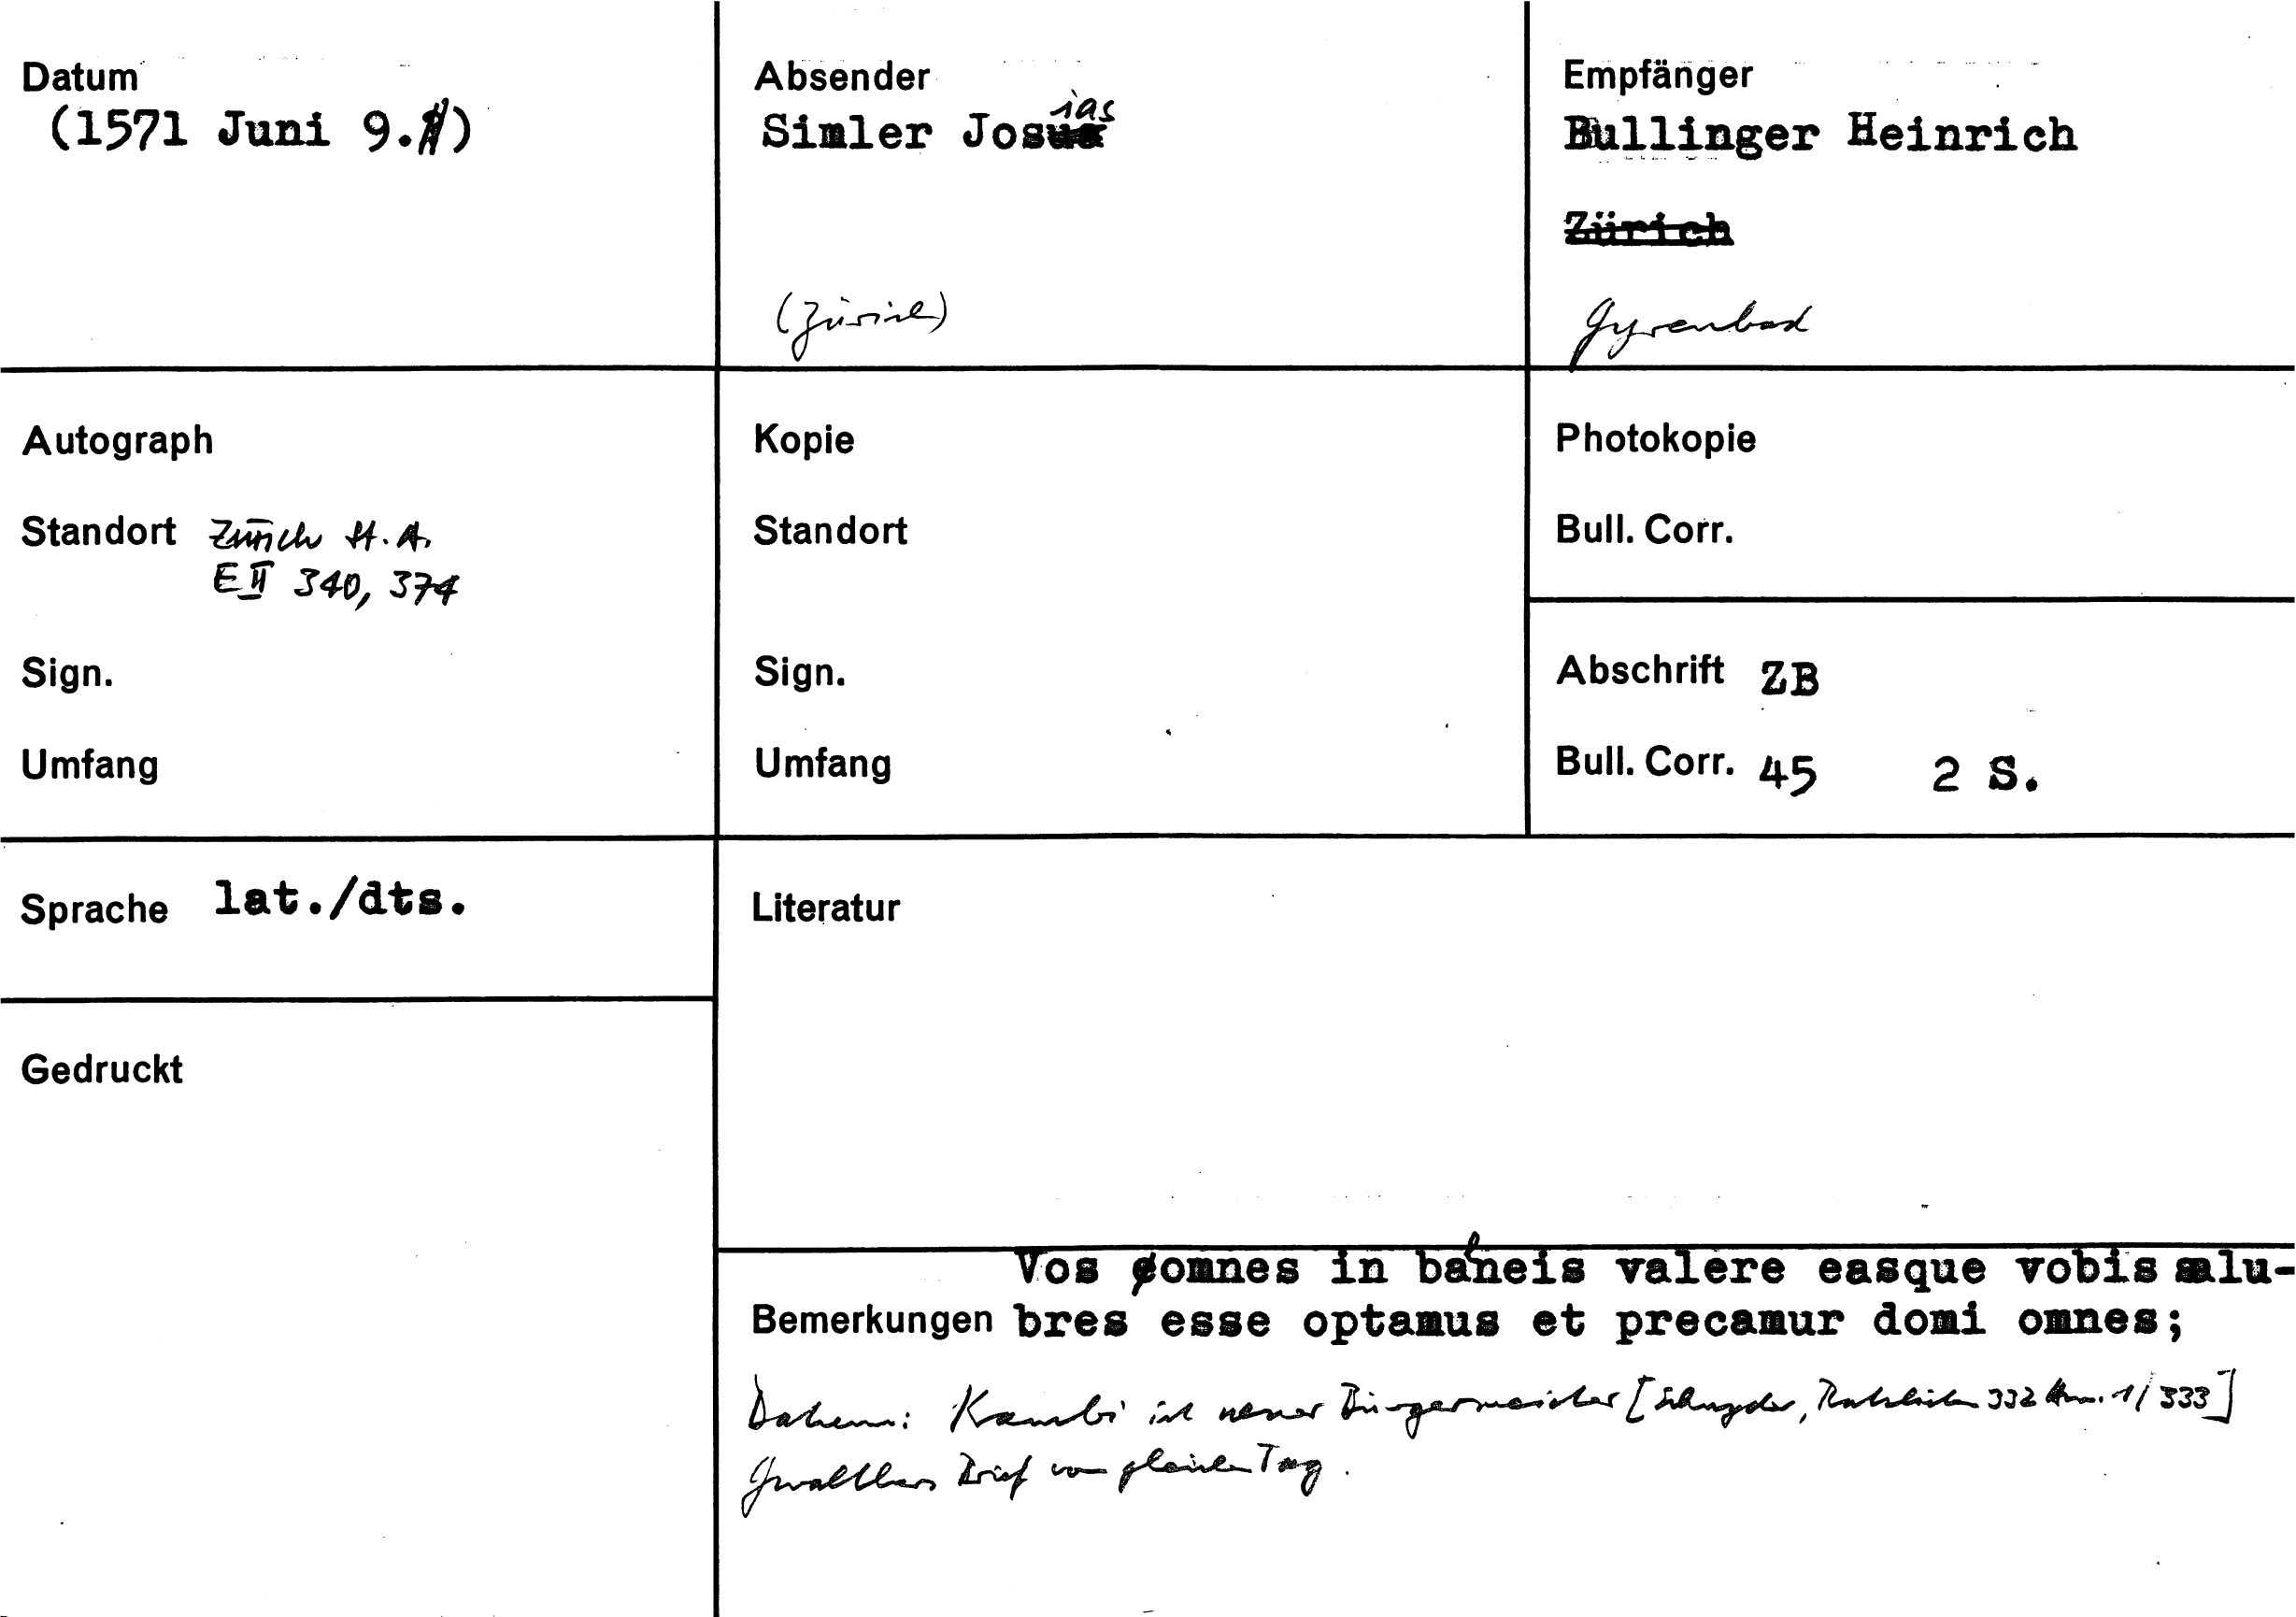 Datum
(1571 Juni 9.)
Absender
Simler Josias
(Zürich)
Empfänger
Bullinger Heinrich
Zürich
Gyrenbad
Autograph
Standort Zürich St. A.
E II 340, 374
Sign.
Umfang
Kopie
Standort
Sign.
Umfang
Photokopie
Bull. Corr.
Abschrift ZB
Bull. Corr. 45 2 S.
Sprache lat./dts.
Gedruckt
Literatur
Vos omnes in balneis valere easque vobis salu-
Bemerkungen bres esse optamus et precamur domi omnes;
Datum: Kambli ist neuer Bürgermeister [Schnyder, Ratslisten 332 Anm. 1/333]
Gwalthers Brief vom gleichen Tag.